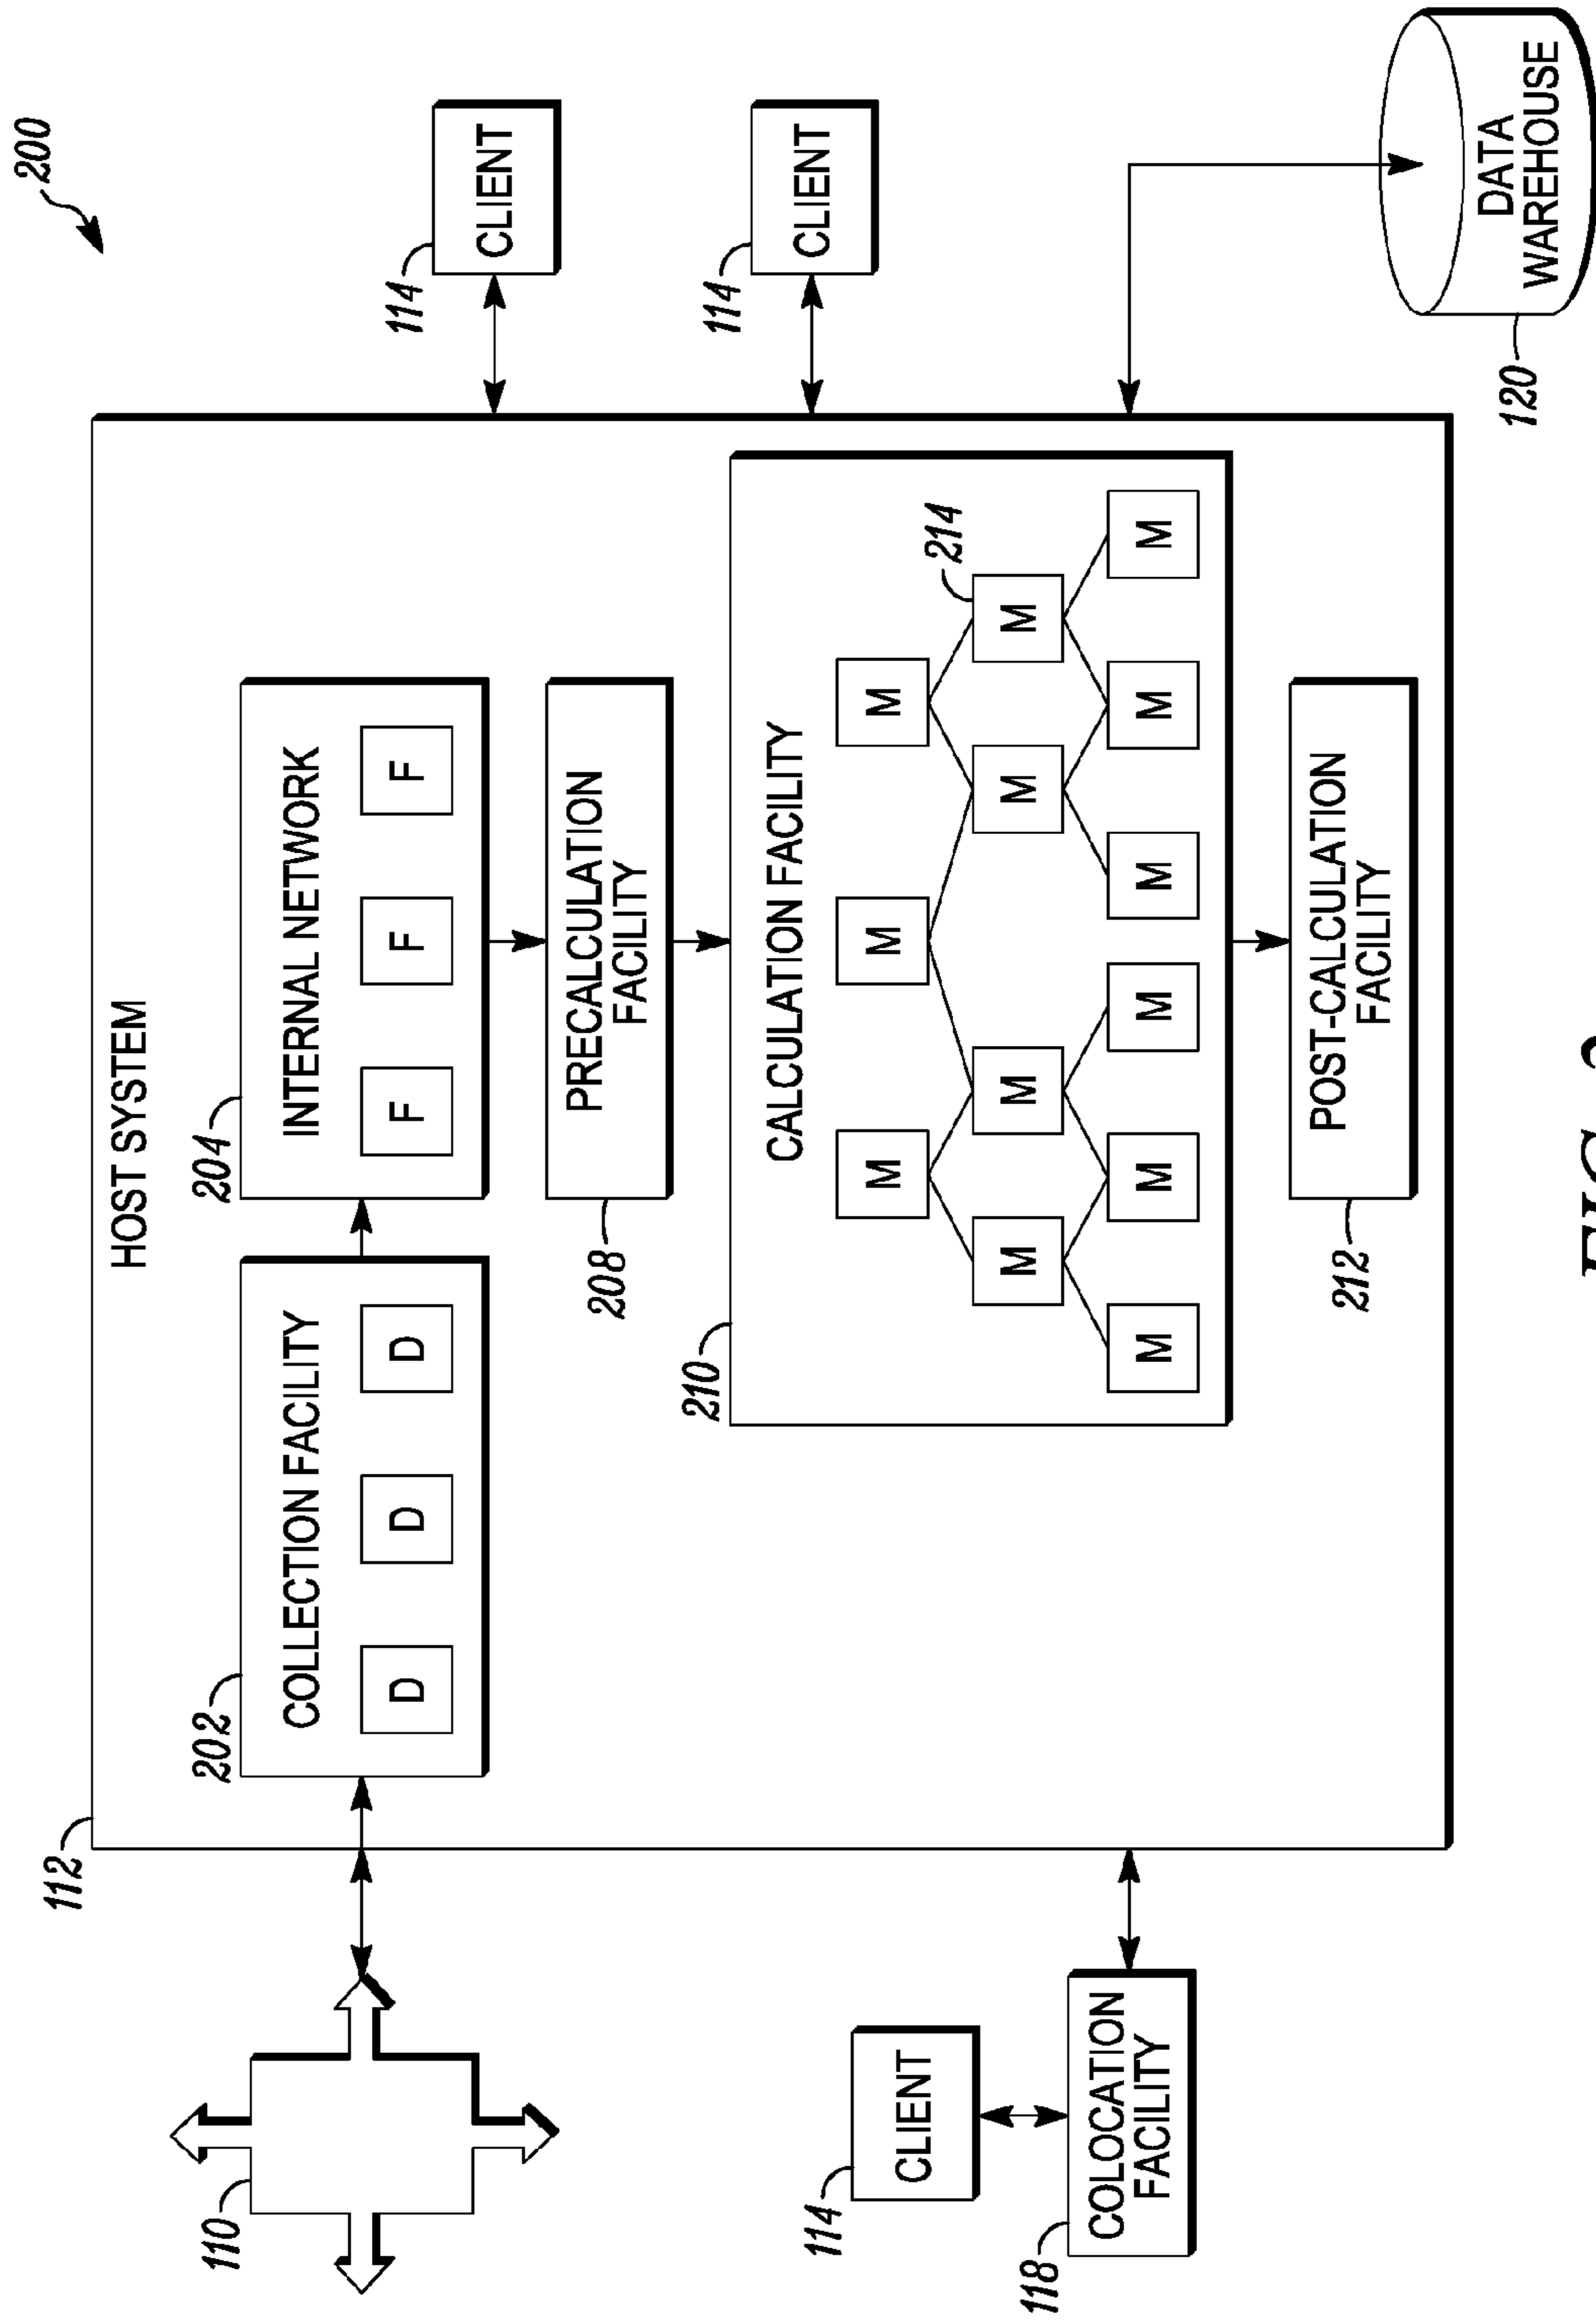 200
112
HOST SYSTEM
110
202
COLLECTION FACILITY
D D D
204
INTERNAL NETWORK
F F F
114
CLIENT
208
PRECALCULATION
FACILITY
114
CLIENT
210
CALCULATION FACILITY
M M M
214
M M M M
M M M M M M
114
CLIENT
118
COLOCATION
FACILITY
212
POST-CALCULATION
FACILITY
120
DATA
WAREHOUSE